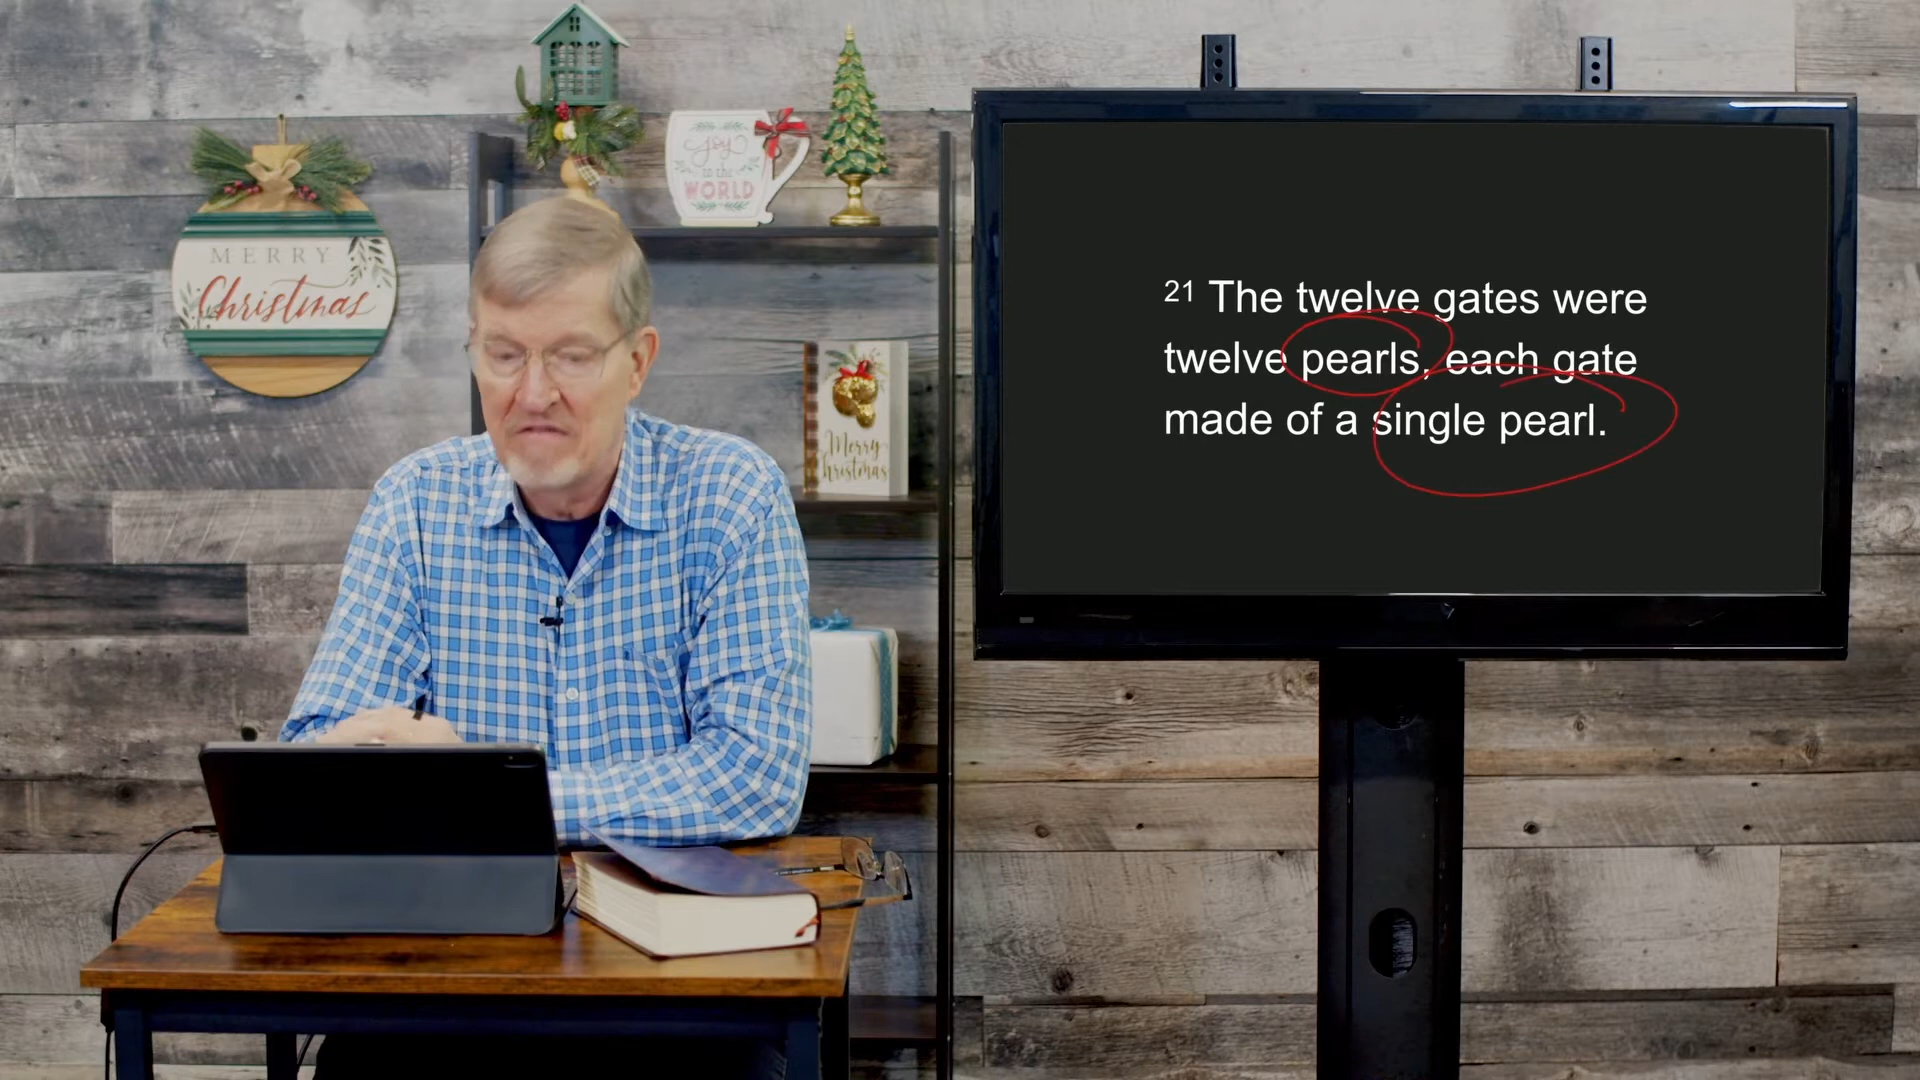 MERRY
Christmas
Joy
to the
WORLD
Merry
Christmas
21 The twelve gates were
twelve pearls, each gate
made of a single pearl.